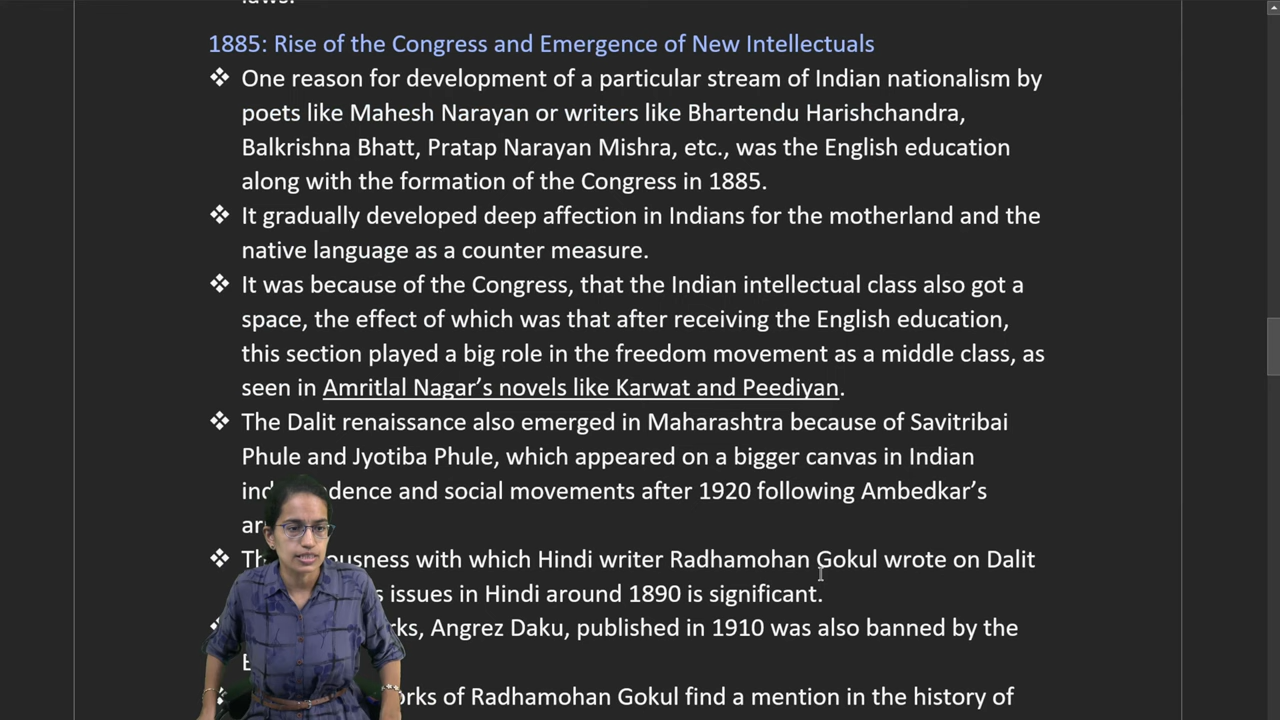 laws.
1885: Rise of the Congress and Emergence of New Intellectuals
❖ One reason for development of a particular stream of Indian nationalism by
poets like Mahesh Narayan or writers like Bhartendu Harishchandra,
Balkrishna Bhatt, Pratap Narayan Mishra, etc., was the English education
along with the formation of the Congress in 1885.
❖ It gradually developed deep affection in Indians for the motherland and the
native language as a counter measure.
❖ It was because of the Congress, that the Indian intellectual class also got a
space, the effect of which was that after receiving the English education,
this section played a big role in the freedom movement as a middle class, as
seen in Amritlal Nagar’s novels like Karwat and Peediyan.
❖ The Dalit renaissance also emerged in Maharashtra because of Savitribai
Phule and Jyotiba Phule, which appeared on a bigger canvas in Indian
and social movements after 1920 following Ambedkar’s
❖ with which Hindi writer Radhamohan Gokul wrote on Dalit
issues in Hindi around 1890 is significant.
Angrez Daku, published in 1910 was also banned by the
of Radhamohan Gokul find a mention in the history of